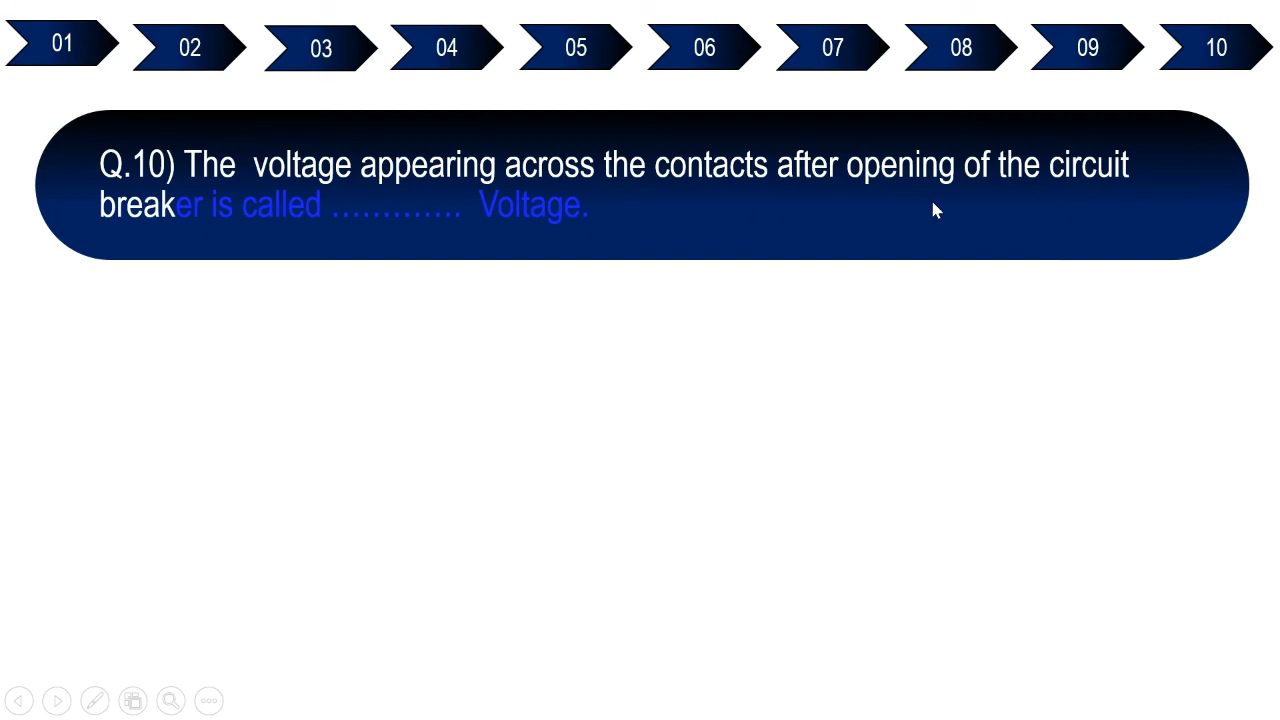 01 02 03 04 05 06 07 08 09 10
Q.10) The  voltage appearing across the contacts after opening of the circuit
breaker is called ………….  Voltage.